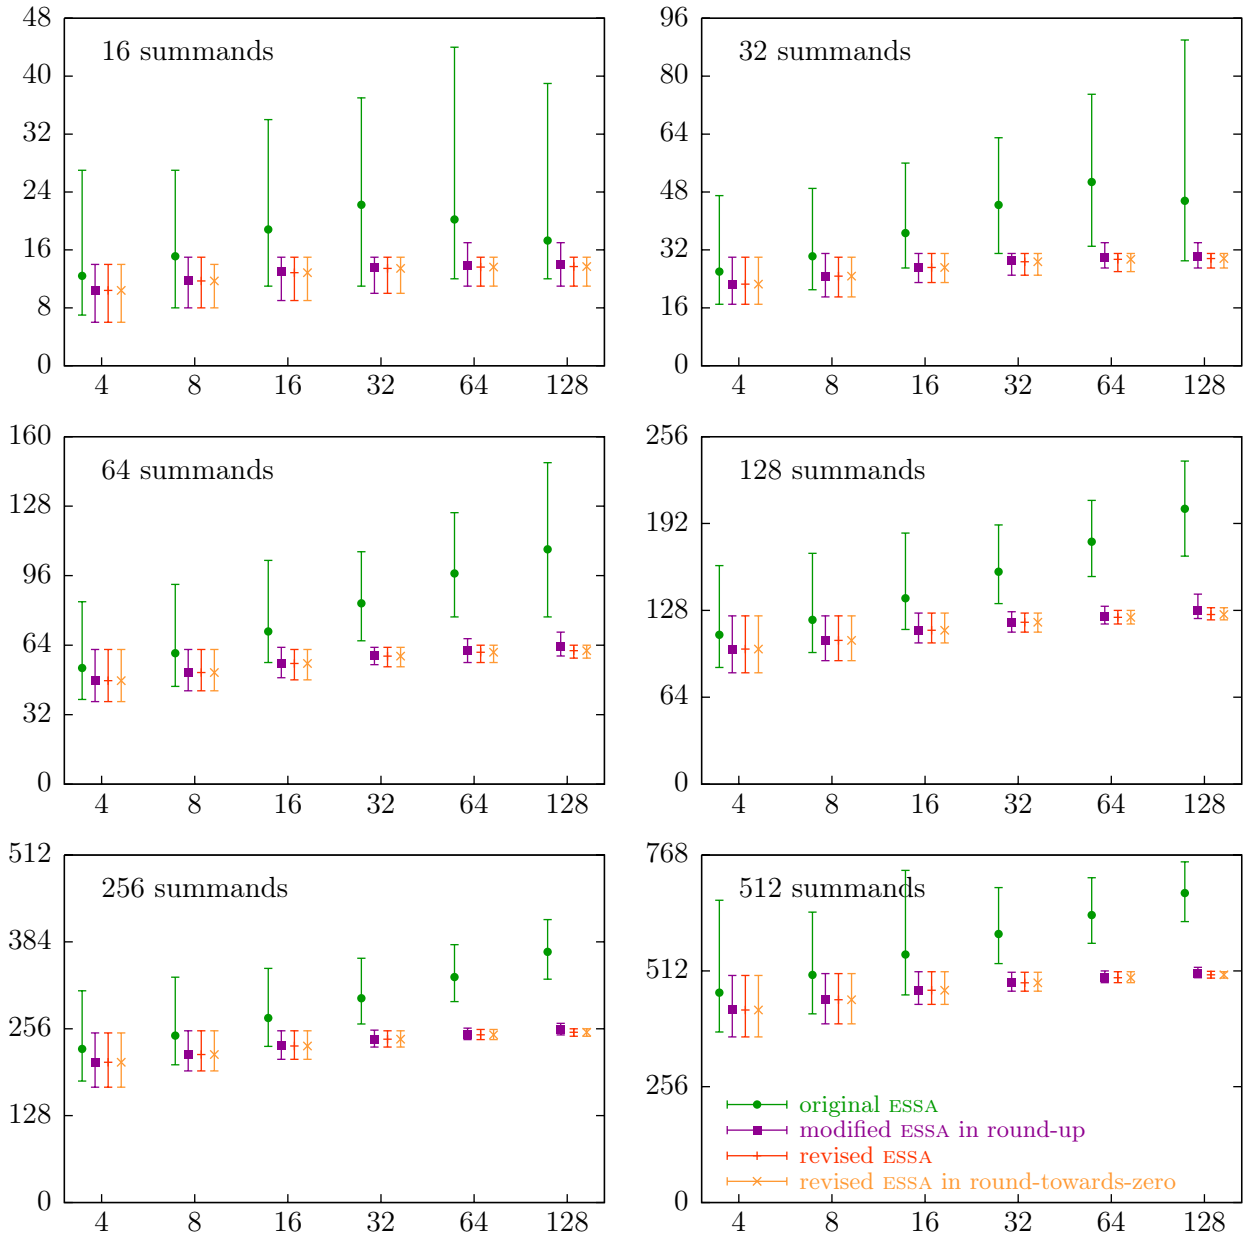 48
16 summands
40
32
24
16
8
0
4 8 16 32 64 128
96
32 summands
80
64
48
32
16
0
4 8 16 32 64 128
160
64 summands
128
96
64
32
0
4 8 16 32 64 128
256
128 summands
192
128
64
0
4 8 16 32 64 128
512
256 summands
384
256
128
0
4 8 16 32 64 128
768
512 summands
512
256
original ESSA
modified ESSA in round-up
revised ESSA
revised ESSA in round-towards-zero
0
4 8 16 32 64 128